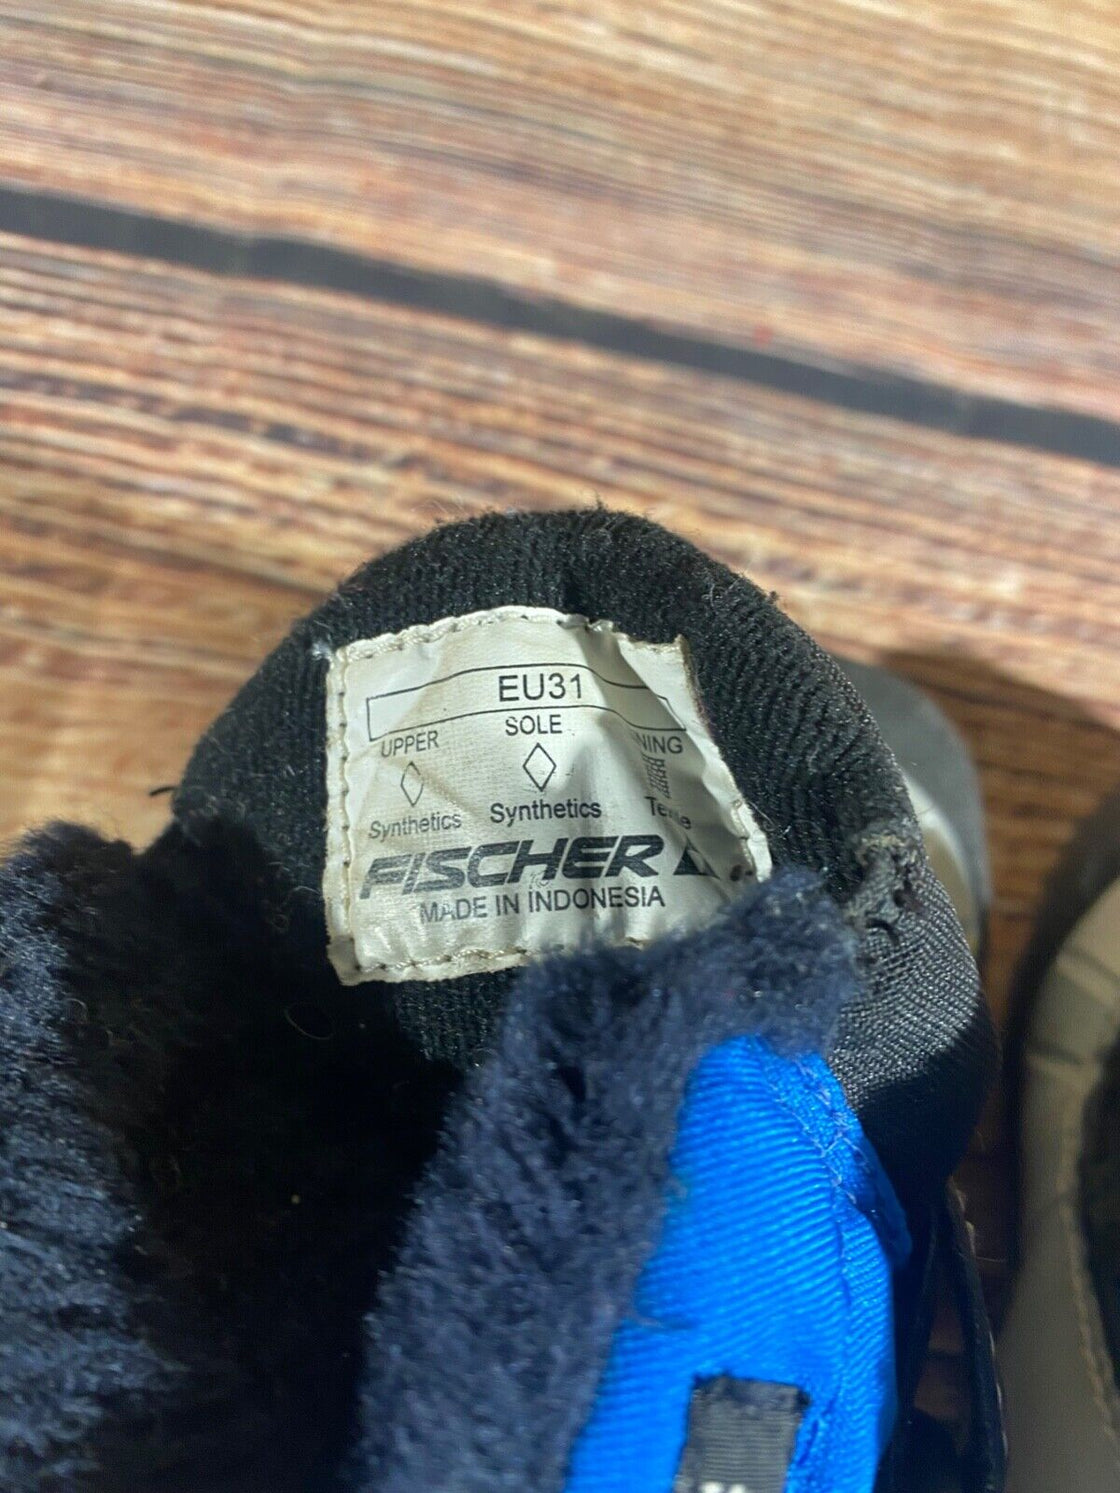 EU31
UPPER SOLE
Synthetics Synthetics
FISCHER
MADE IN INDONESIA